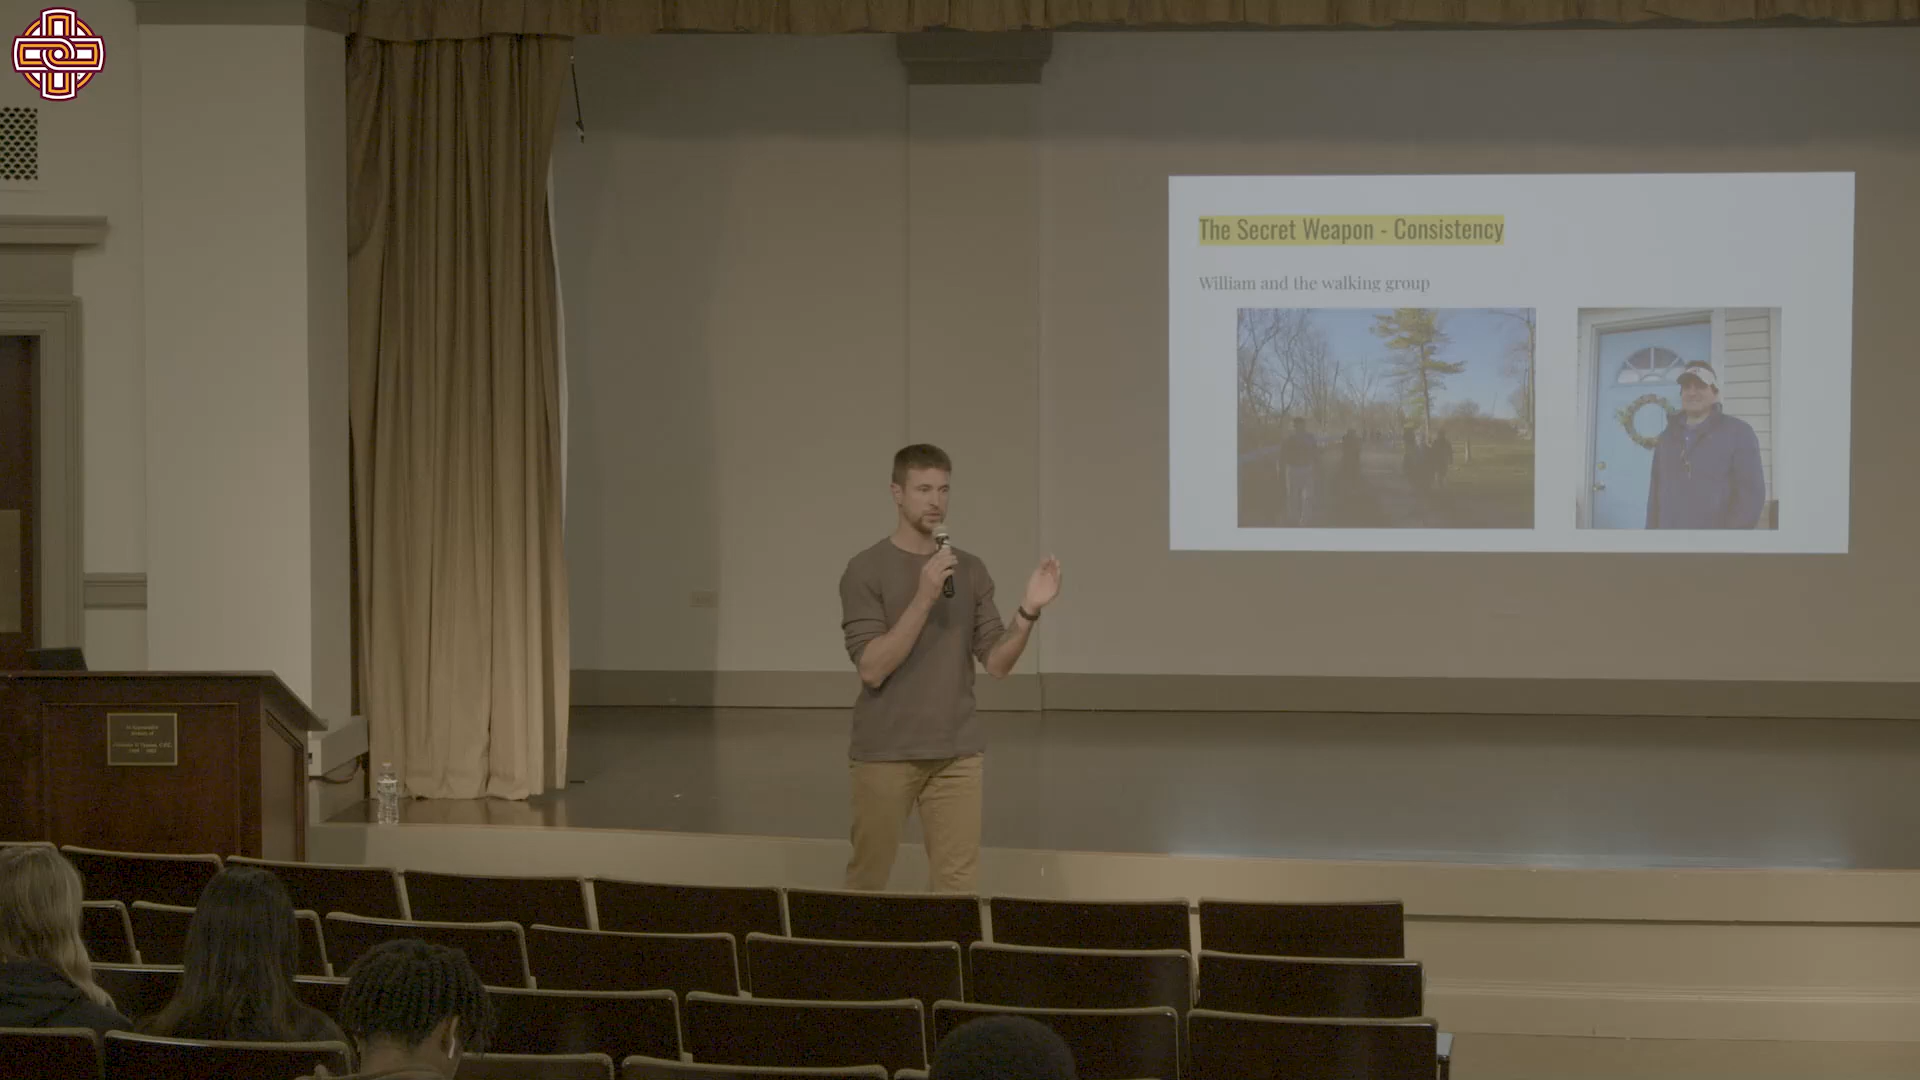 The Secret Weapon - Consistency
William and the walking group